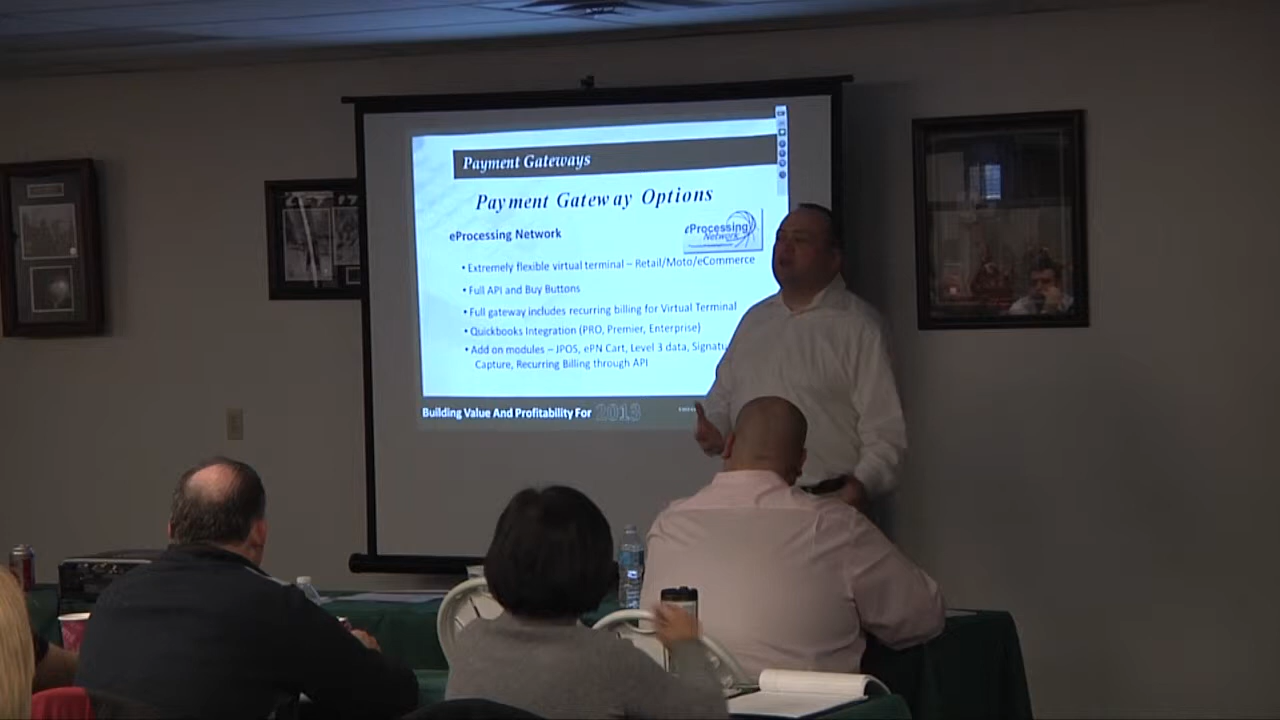 Payment Gateways
Payment Gateway Options
eProcessing Network
eProcessing
Network
• Extremely flexible virtual terminal – Retail/Moto/eCommerce
• Full API and Buy Buttons
• Full gateway includes recurring billing for Virtual Terminal
• Quickbooks Integration (PRO, Premier, Enterprise)
• Add on modules – JPOS, ePN Cart, Level 3 data, Signatu
Capture, Recurring Billing through API
Building Value And Profitability For 2013